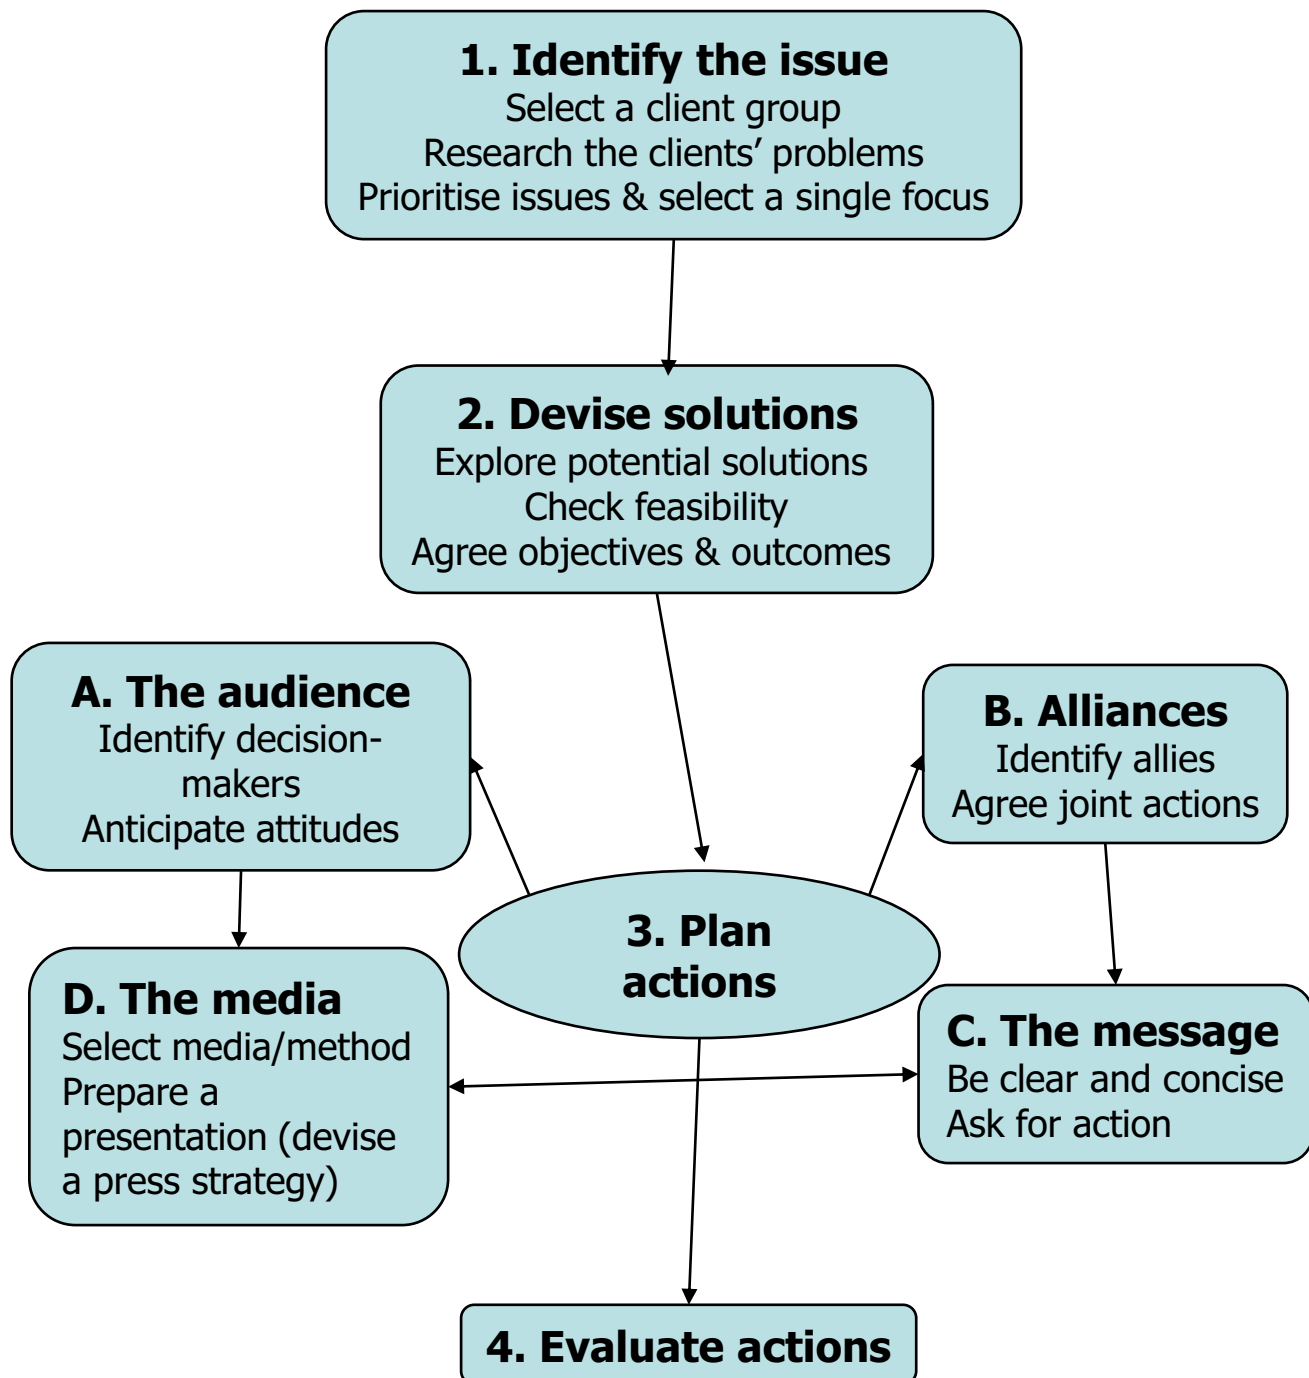 1. Identify the issue
Select a client group
Research the clients’ problems
Prioritise issues & select a single focus
2. Devise solutions
Explore potential solutions
Check feasibility
Agree objectives & outcomes
A. The audience
Identify decision-
makers
Anticipate attitudes
B. Alliances
Identify allies
Agree joint actions
3. Plan
actions
D. The media
Select media/method
Prepare a
presentation (devise
a press strategy)
C. The message
Be clear and concise
Ask for action
4. Evaluate actions